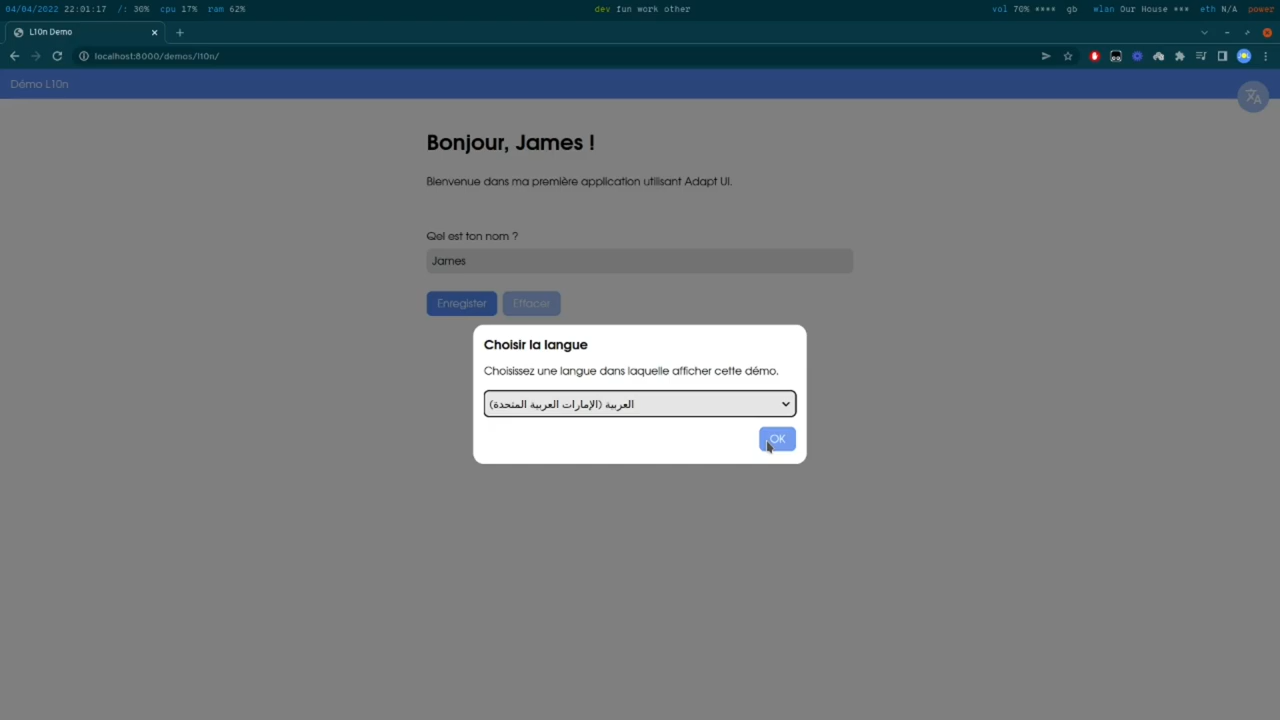 04/04/2022 22:01:17 /: 30% cpu 17% ram 62% dev fun work other vol 70% **** gb wlan Our House *** eth N/A power
L10n Demo
localhost:8000/demos/l10n/
Démo L10n
Bonjour, James !
Bienvenue dans ma première application utilisant Adapt UI.
Qel est ton nom ?
James
Enregister Effacer
Choisir la langue
Choisissez une langue dans laquelle afficher cette démo.
العربية (الإمارات العربية المتحدة)
OK